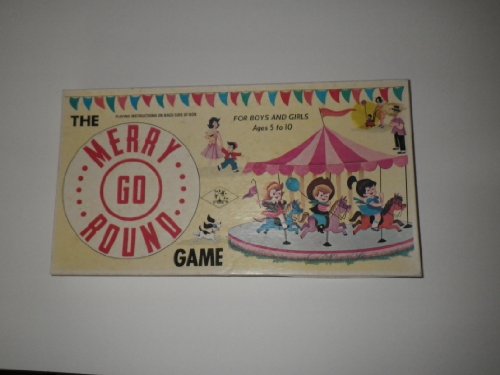 PLAYING INSTRUCTIONS ON BACK SIDE OF BOX
THE
MERRY
GO
ROUND
GAME
FOR BOYS AND GIRLS
Ages 5 to 10